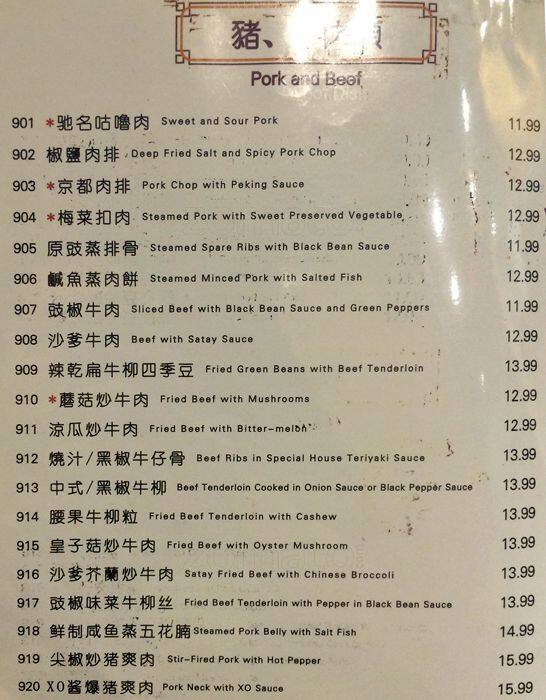 豬、 類
Pork and Beef
901 *驰名咕嚕肉 Sweet and Sour Pork 11.99
902 椒鹽肉排 Deep Fried Salt and Spicy Pork Chop 12.99
903 *京都肉排 Pork Chop with Peking Sauce 12.99
904 *梅菜扣肉 Steamed Pork with Sweet Preserved Vegetable 12.99
905 原豉蒸排骨 Steamed Spare Ribs with Black Bean Sauce 11.99
906 鹹魚蒸肉餅 Steamed Minced Pork with Salted Fish 12.99
907 豉椒牛肉 Sliced Beef with Black Bean Sauce and Green Peppers 11.99
908 沙爹牛肉 Beef with Satay Sauce 12.99
909 辣乾扁牛柳四季豆 Fried Green Beans with Beef Tenderloin 13.99
910 *蘑菇炒牛肉 Fried Beef with Mushrooms 12.99
911 涼瓜炒牛肉 Fried Beef with Bitter-melon 12.99
912 燒汁/黑椒牛仔骨 Beef Ribs in Special House Teriyaki Sauce 13.99
913 中式/黑椒牛柳 Beef Tenderloin Cooked in Onion Sauce or Black Pepper Sauce 13.99
914 腰果牛柳粒 Fried Beef Tenderloin with Cashew 13.99
915 皇子菇炒牛肉 Fried Beef with Oyster Mushroom 13.99
916 沙爹芥蘭炒牛肉 Satay Fried Beef with Chinese Broccoli 13.99
917 豉椒味菜牛柳丝 Fried Beef Tenderloin with Pepper in Black Bean Sauce 13.99
918 鲜制咸鱼蒸五花腩 Steamed Pork Belly with Salt Fish 14.99
919 尖椒炒猪爽肉 Stir-Fired Pork with Hot Pepper 15.99
920 XO酱爆猪爽肉 Pork Neck with XO Sauce 15.99